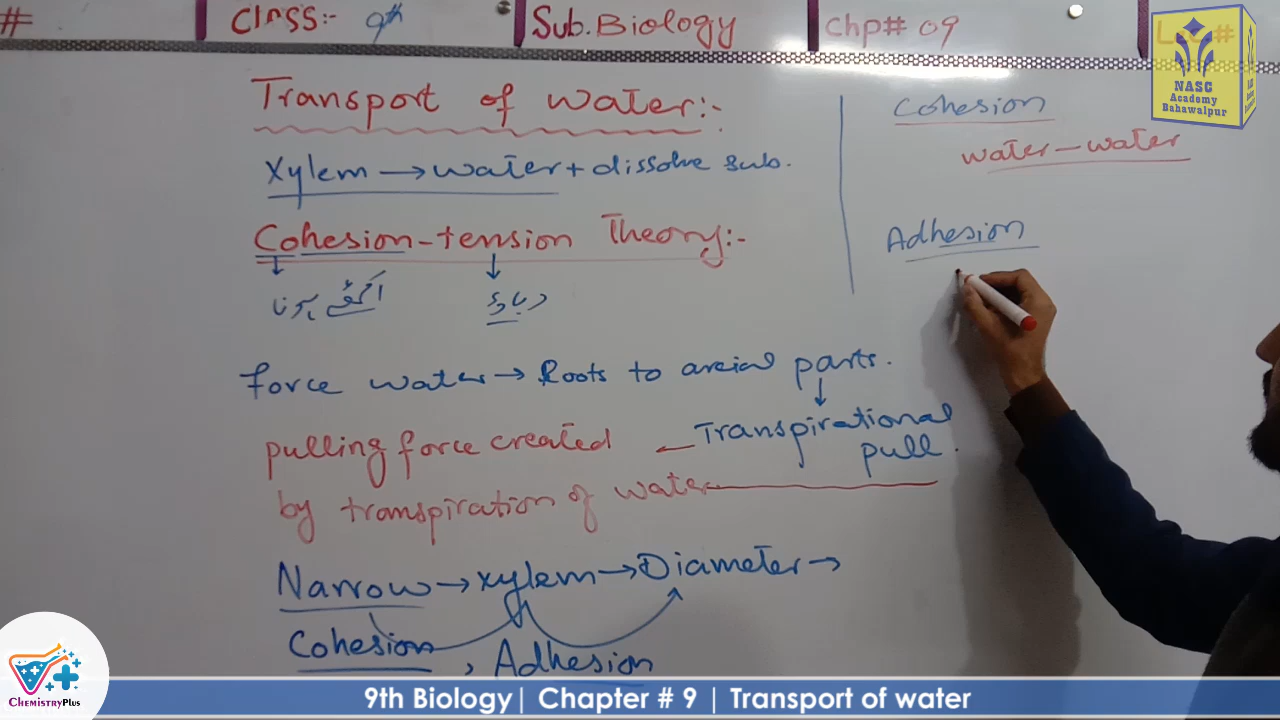 #
Class:- 9th
Sub. Biology
Chp# 09
NASC
Academy
Bahawalpur
Transport of water:-
Xylem → water + dissolve sub.
Cohesion-tension Theory:-
اکٹھے ہونا
دباؤ
force water → Roots to areial parts.
pulling force created ← Transpirational
pull.
by transpiration of water
Narrow → xylem → Diameter →
Cohesion, Adhesion
Cohesion
water-water
Adhesion
CHEMISTRYPLUS
9th Biology| Chapter # 9 | Transport of water